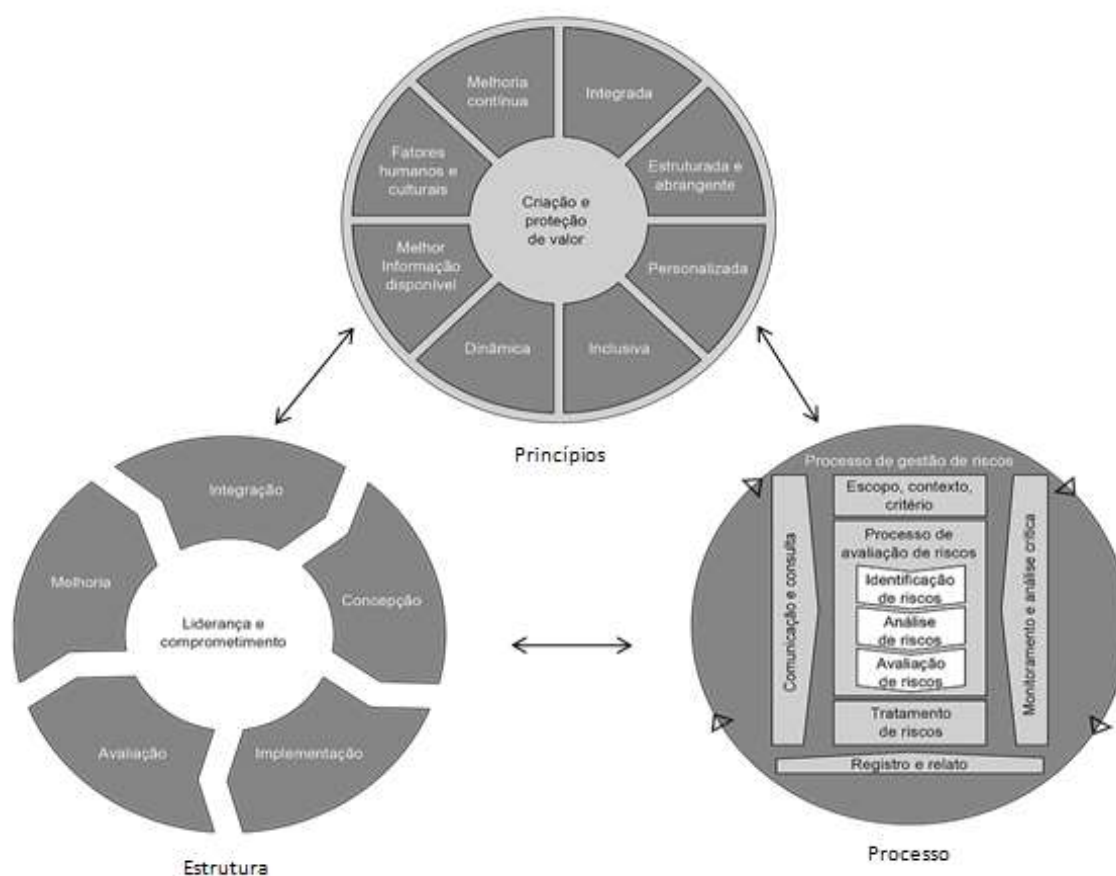 Melhoria
contínua
Integrada
Fatores
humanos e
culturais
Estruturada e
abrangente
Criação e
proteção
de valor
Melhor
Informação
disponível
Personalizada
Dinâmica
Inclusiva
Princípios
Integração
Melhoria
Concepção
Liderança e
comprometimento
Avaliação
Implementação
Estrutura
Processo de gestão de riscos
Escopo, contexto,
critério
Processo de
avaliação de riscos
Identificação
de riscos
Análise
de riscos
Avaliação
de riscos
Tratamento
de riscos
Comunicação e consulta
Monitoramento e análise crítica
Registro e relato
Processo